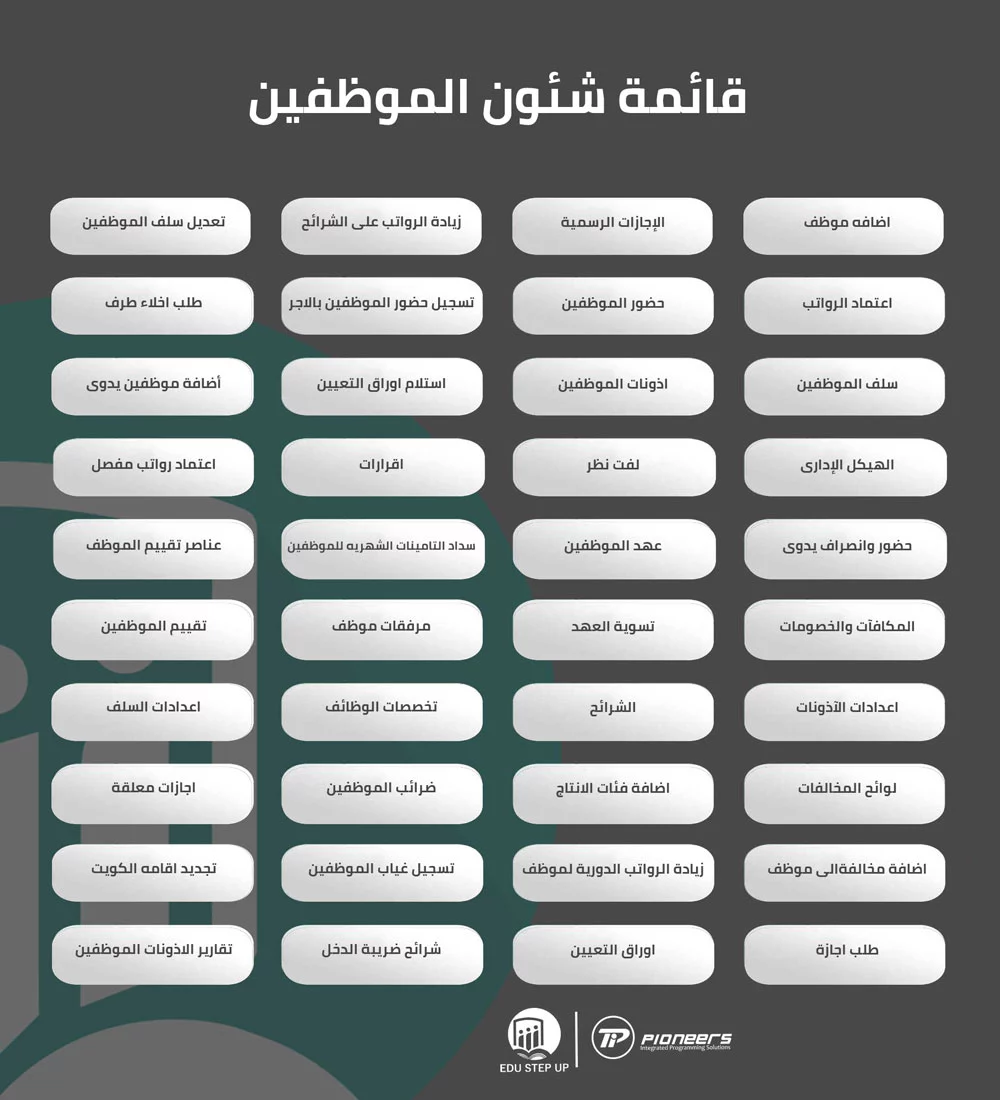 قائمة شئون الموظفين
اضافه موظف
الإجازات الرسمية
زيادة الرواتب على الشرائح
تعديل سلف الموظفين
اعتماد الرواتب
حضور الموظفين
تسجيل حضور الموظفين بالاجر
طلب اخلاء طرف
سلف الموظفين
اذونات الموظفين
استلام اوراق التعيين
أضافة موظفين يدوى
الهيكل الإدارى
لفت نظر
اقرارات
اعتماد رواتب مفصل
حضور وانصراف يدوى
عهد الموظفين
سداد التامينات الشهريه للموظفين
عناصر تقييم الموظف
المكافآت والخصومات
تسوية العهد
مرفقات موظف
تقييم الموظفين
اعدادات الآذونات
الشرائح
تخصصات الوظائف
اعدادات السلف
لوائح المخالفات
اضافة فئات الانتاج
ضرائب الموظفين
اجازات معلقة
اضافة مخالفةالى موظف
زيادة الرواتب الدورية لموظف
تسجيل غياب الموظفين
تجديد اقامه الكويت
طلب اجازة
اوراق التعيين
شرائح ضريبة الدخل
تقارير الاذونات الموظفين
EDU STEP UP
PIONEERS
Integrated Programming Solutions